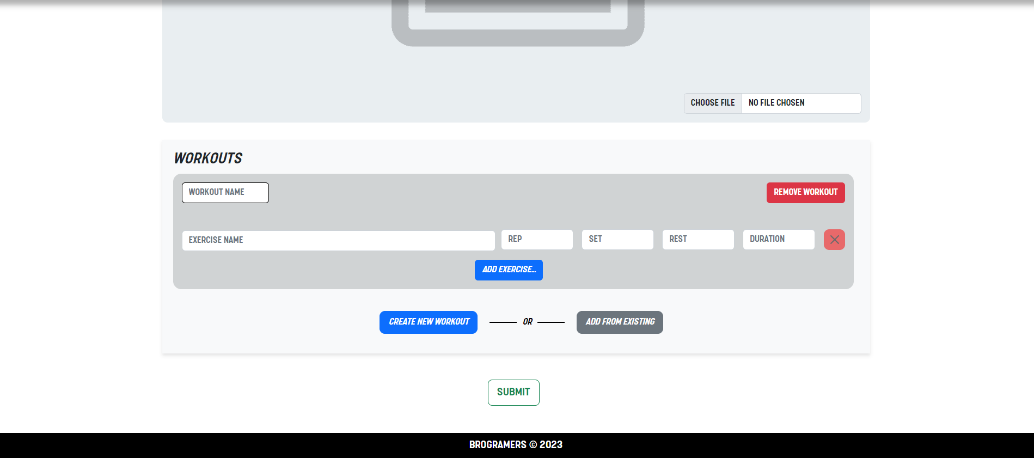 CHOOSE FILE NO FILE CHOSEN
WORKOUTS
WORKOUT NAME REMOVE WORKOUT
EXERCISE NAME REP SET REST DURATION
ADD EXERCISE...
CREATE NEW WORKOUT OR ADD FROM EXISTING
SUBMIT
BROGRAMERS © 2023